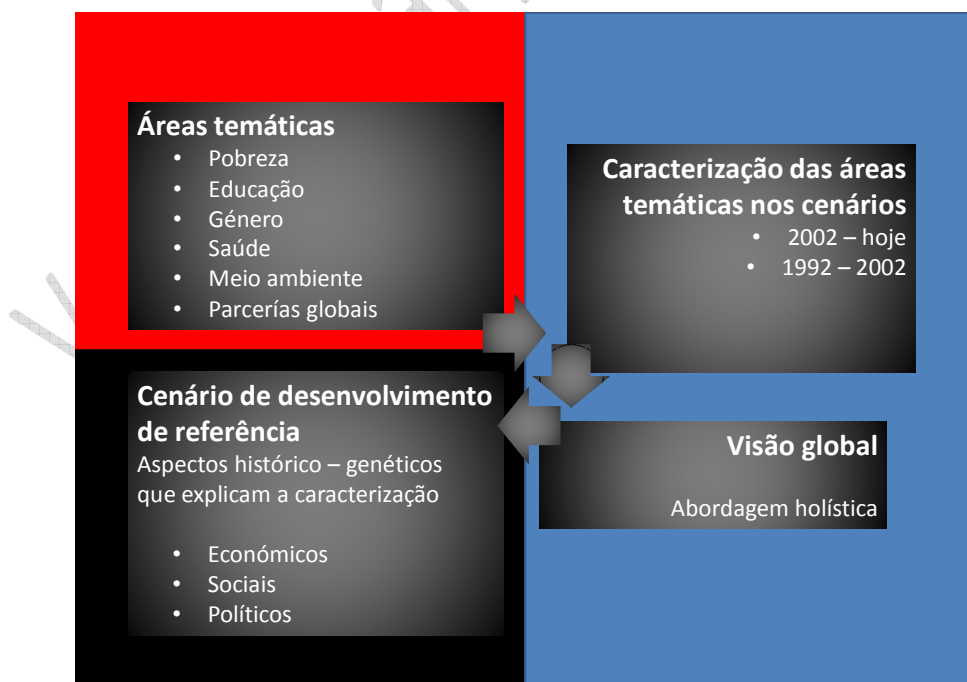 Áreas temáticas
• Pobreza
• Educação
• Género
• Saúde
• Meio ambiente
• Parcerías globais
Caracterização das áreas
temáticas nos cenários
• 2002 – hoje
• 1992 – 2002
Cenário de desenvolvimento
de referência
Aspectos histórico – genéticos
que explicam a caracterização
• Económicos
• Sociais
• Políticos
Visão global
Abordagem holística